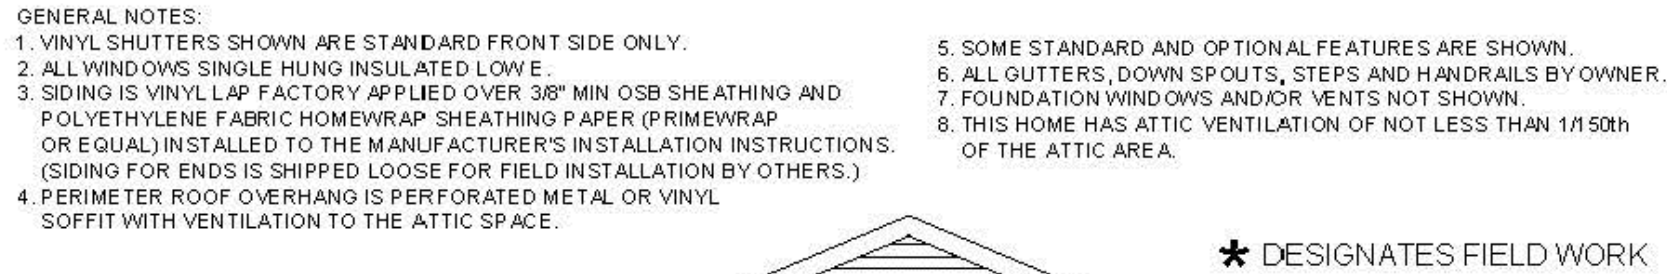 GENERAL NOTES:
1. VINYL SHUTTERS SHOWN ARE STANDARD FRONT SIDE ONLY.
2. ALL WINDOWS SINGLE HUNG INSULATED LOW E.
3. SIDING IS VINYL LAP FACTORY APPLIED OVER 3/8" MIN OSB SHEATHING AND
POLYETHYLENE FABRIC HOMEWRAP SHEATHING PAPER (PRIMEWRAP
OR EQUAL) INSTALLED TO THE MANUFACTURER'S INSTALLATION INSTRUCTIONS.
(SIDING FOR ENDS IS SHIPPED LOOSE FOR FIELD INSTALLATION BY OTHERS.)
4. PERIMETER ROOF OVERHANG IS PERFORATED METAL OR VINYL
SOFFIT WITH VENTILATION TO THE ATTIC SPACE.
5. SOME STANDARD AND OPTIONAL FEATURES ARE SHOWN.
6. ALL GUTTERS, DOWN SPOUTS, STEPS AND HANDRAILS BY OWNER.
7. FOUNDATION WINDOWS AND/OR VENTS NOT SHOWN.
8. THIS HOME HAS ATTIC VENTILATION OF NOT LESS THAN 1/150th
OF THE ATTIC AREA.
* DESIGNATES FIELD WORK